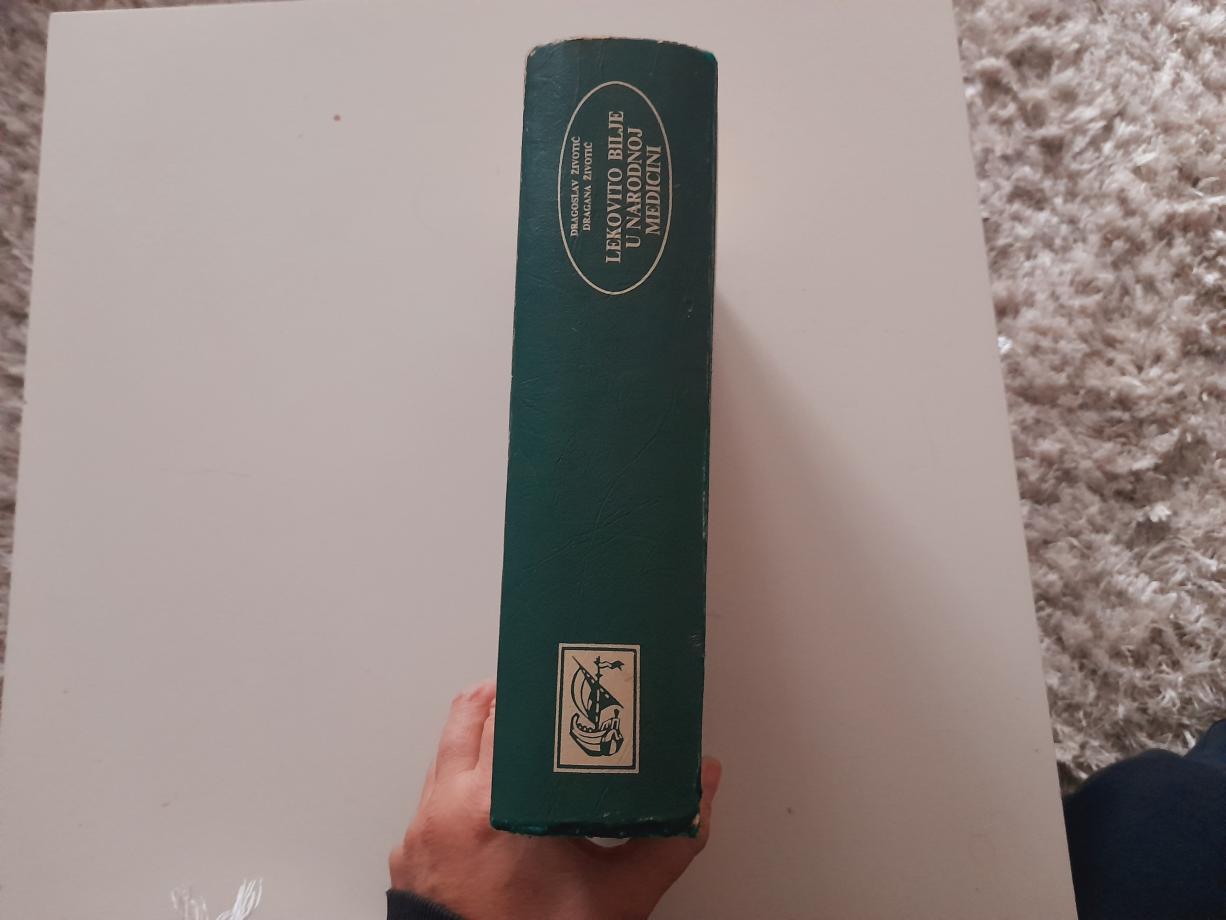 DRAGOSLAV ŽIVOTIĆ
DRAGANA ŽIVOTIĆ
LEKOVITO BILJE
U NARODNOJ
MEDICINI